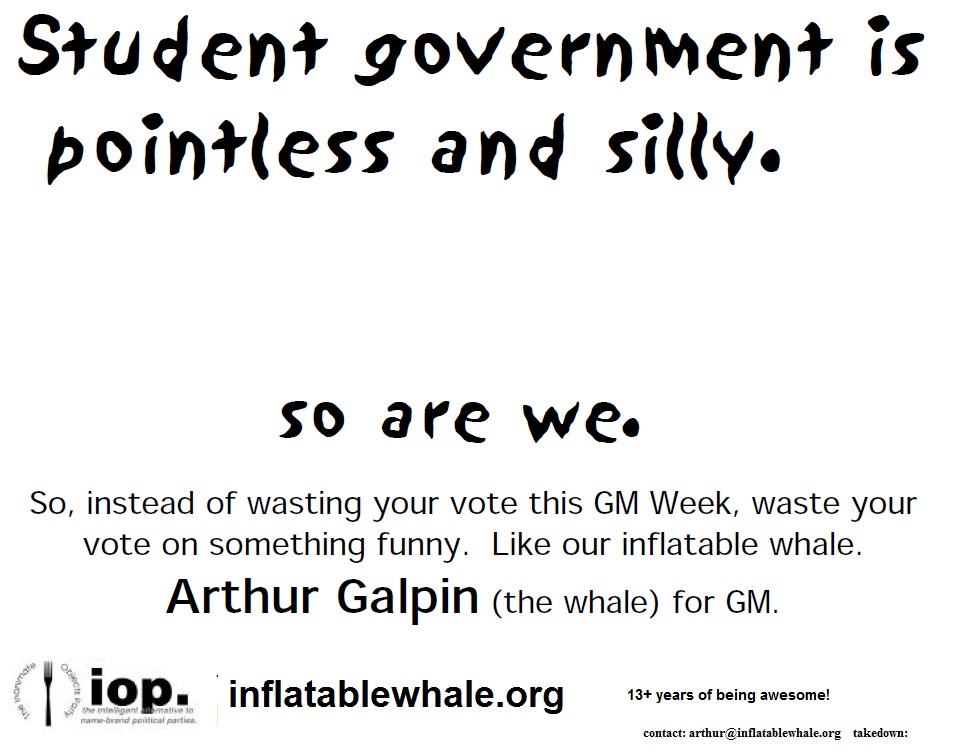 Student government is
pointless and silly.
so are we.
So, instead of wasting your vote this GM Week, waste your
vote on something funny.  Like our inflatable whale.
Arthur Galpin (the whale) for GM.
The Inanimate Objects Party
iop.
the intelligent alternative to
name-brand political parties.
inflatablewhale.org
13+ years of being awesome!
contact: arthur@inflatablewhale.org    takedown: